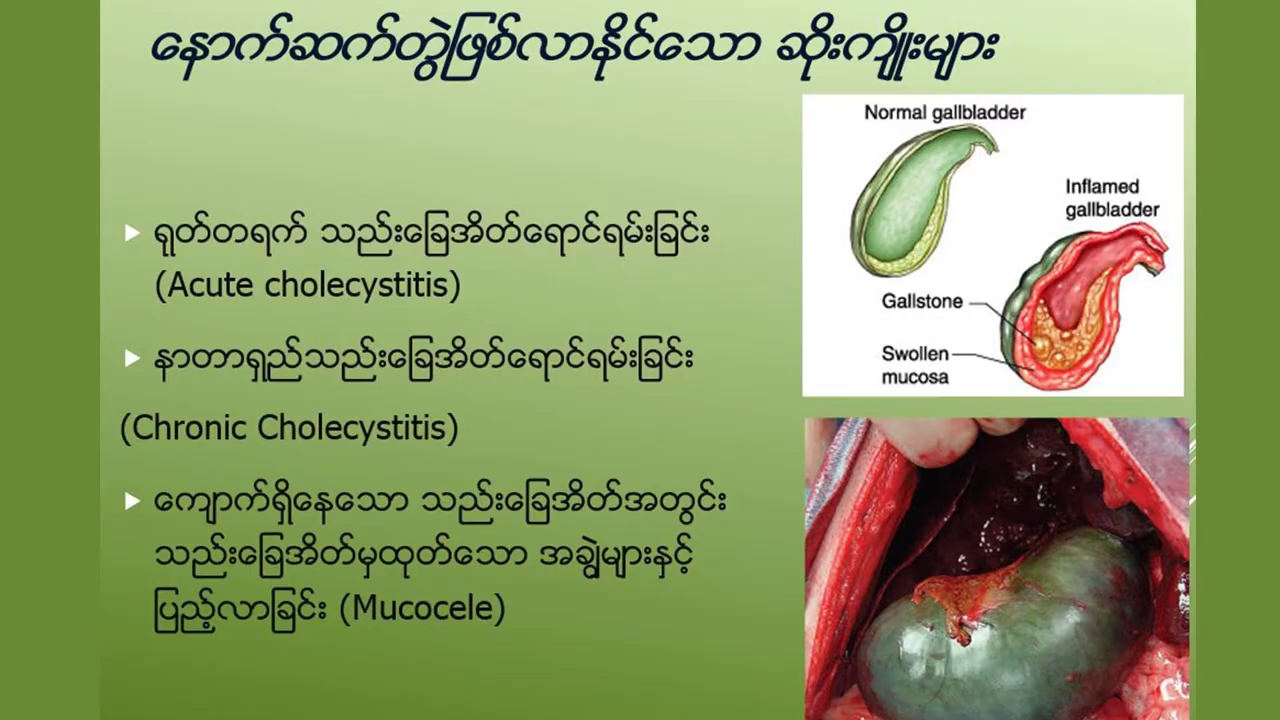 နောက်ဆက်တွဲဖြစ်လာနိုင်သော ဆိုးကျိုးများ
ရုတ်တရက် သည်းခြေအိတ်ရောင်ရမ်းခြင်း
(Acute cholecystitis)
နာတာရှည်သည်းခြေအိတ်ရောင်ရမ်းခြင်း
(Chronic Cholecystitis)
ကျောက်ရှိနေသော သည်းခြေအိတ်အတွင်း
သည်းခြေအိတ်မှထုတ်သော အချွဲများနှင့်
ပြည့်လာခြင်း (Mucocele)
Normal gallbladder
Inflamed
gallbladder
Gallstone
Swollen
mucosa